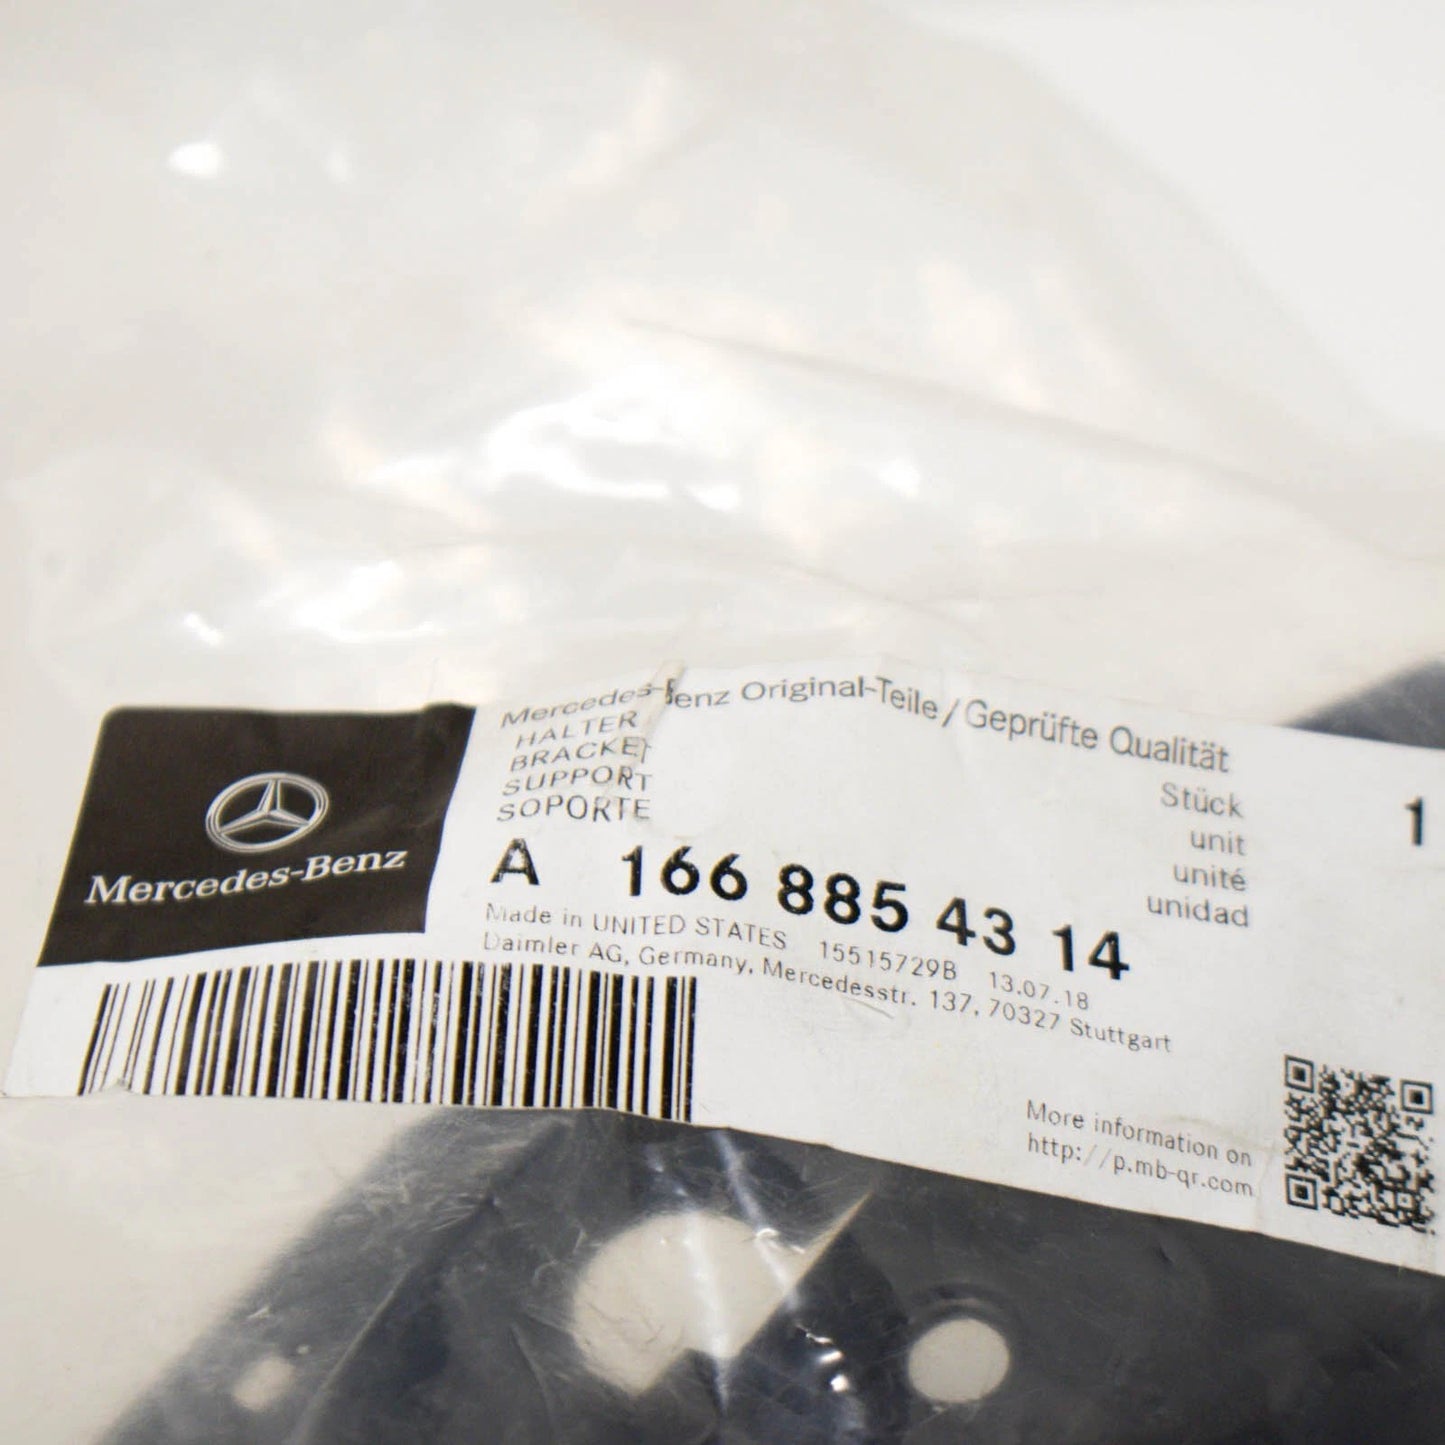 Mercedes-Benz
Mercedes-Benz Original-Teile / Geprüfte Qualität
HALTER
BRACKET
SUPPORT
SOPORTE
Stück 1
unit
unité
unidad
A 166 885 43 14
Made in UNITED STATES 15515729B 13.07.18
Daimler AG, Germany, Mercedesstr. 137, 70327 Stuttgart
More information on
http://p.mb-qr.com